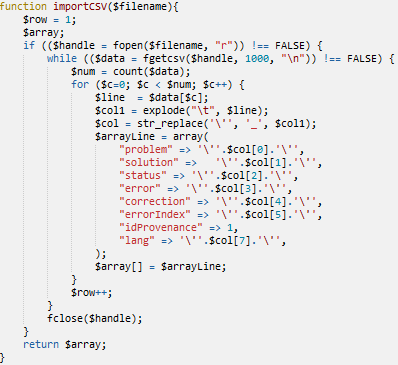 function importCSV($filename){
    $row = 1;
    $array;
    if (($handle = fopen($filename, "r")) !== FALSE) {
        while (($data = fgetcsv($handle, 1000, "\n")) !== FALSE) {
            $num = count($data);
            for ($c=0; $c < $num; $c++) {
                $line  = $data[$c];
                $col1 = explode("\t", $line);
                $col = str_replace('\'', '_', $col1);
                $arrayLine = array(
                    "problem" => '\''.$col[0].'\'',
                    "solution" =>   '\''.$col[1].'\'',
                    "status" => '\''.$col[2].'\'',
                    "error" => '\''.$col[3].'\'',
                    "correction" => '\''.$col[4].'\'',
                    "errorIndex" => '\''.$col[5].'\'',
                    "idProvenance" => 1,
                    "lang" => '\''.$col[7].'\'',
                );
                $array[] = $arrayLine;
            }
            $row++;
        }
        fclose($handle);
    }
    return $array;
}